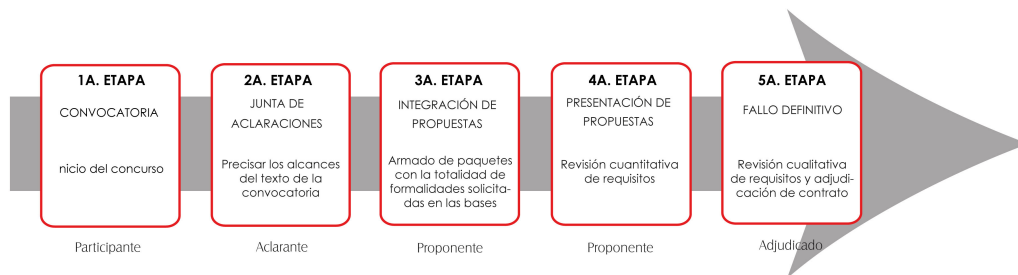 1A. ETAPA
CONVOCATORIA
nicio del concurso
Participante
2A. ETAPA
JUNTA DE
ACLARACIONES
Precisar los alcances
del texto de la
convocatoria
Aclarante
3A. ETAPA
INTEGRACIÓN DE
PROPUESTAS
Armado de paquetes
con la totalidad de
formalidades solicita-
das en las bases
Proponente
4A. ETAPA
PRESENTACIÓN DE
PROPUESTAS
Revisión cuantitativa
de requisitos
Proponente
5A. ETAPA
FALLO DEFINITIVO
Revisión cualitativa
de requisitos y adjudi-
cación de contrato
Adjudicado